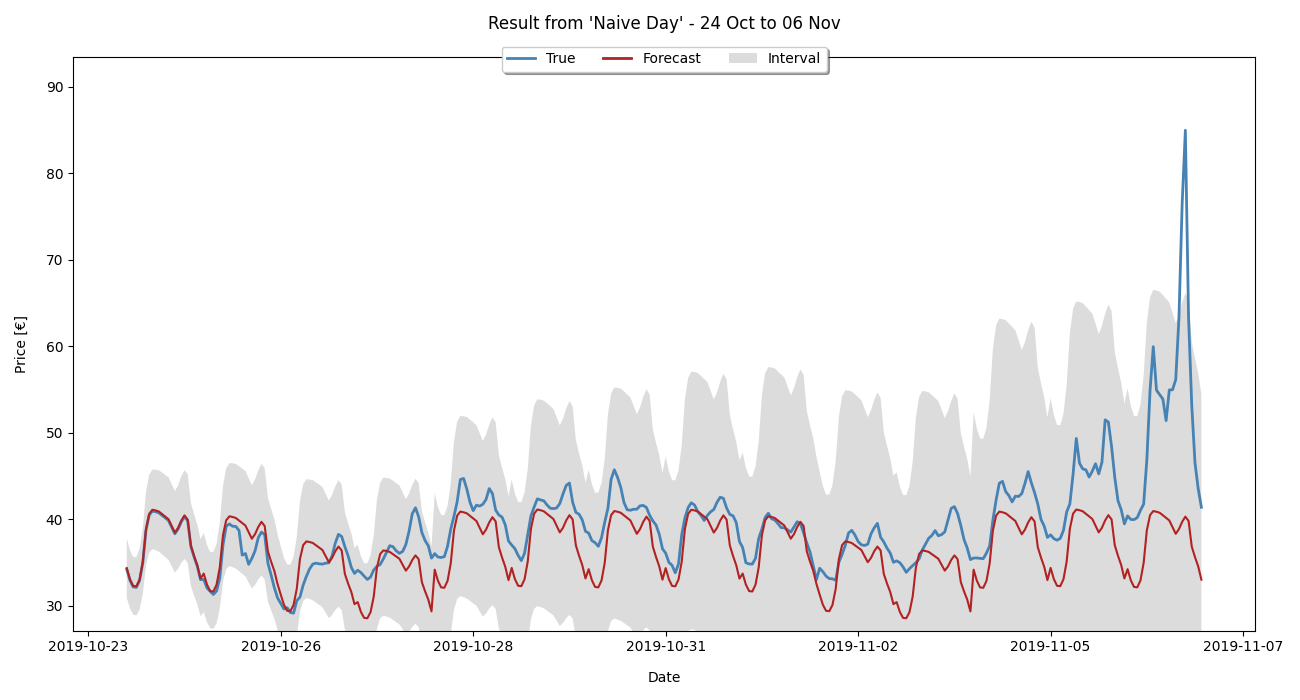 Result from 'Naive Day' - 24 Oct to 06 Nov
True
Forecast
Interval
90
80
70
60
50
40
30
Price [€]
2019-10-23
2019-10-26
2019-10-28
2019-10-31
2019-11-02
2019-11-05
2019-11-07
Date